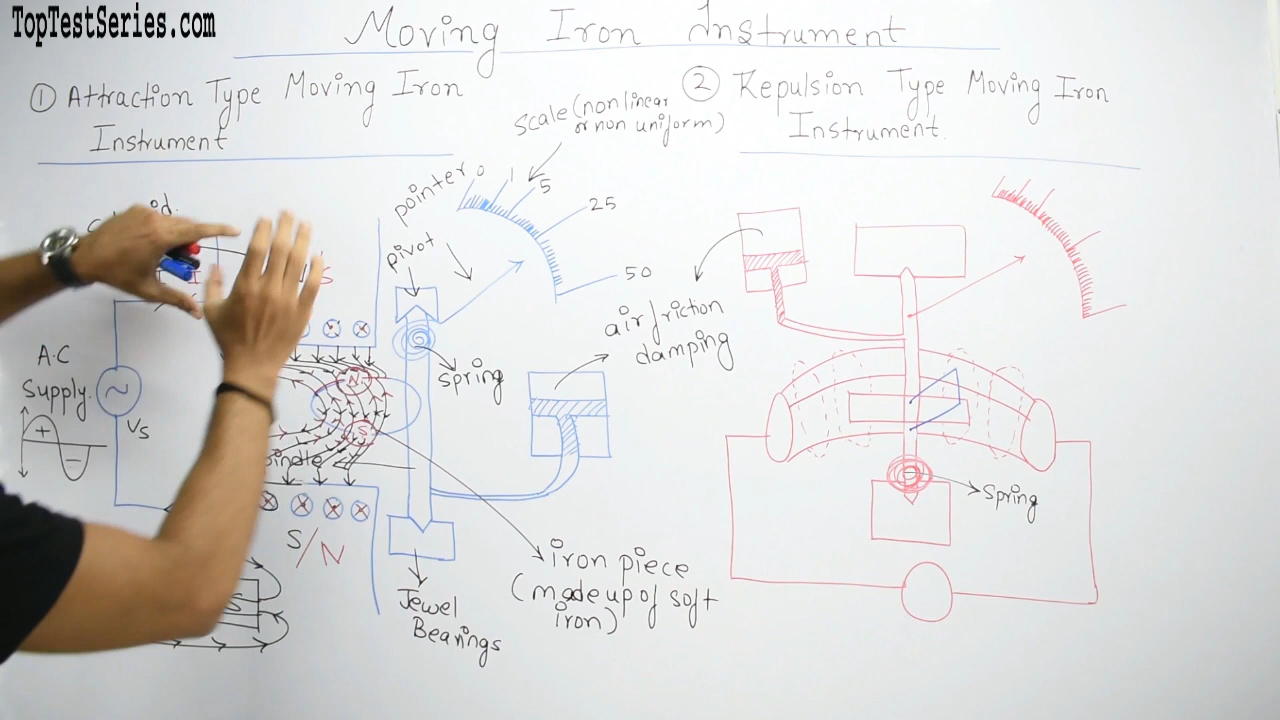 TopTestSeries.com
Moving Iron Instrument
① Attraction Type Moving Iron
Instrument
② Repulsion Type Moving Iron
Instrument.
scale (non linear
or non uniform)
pointer
0
1
5
25
50
pivot
spring
air friction
damping
A.C
Supply.
Vs
+
−
N
S
S/N
iron piece
(made up of soft
iron)
Jewel
Bearings
Spring